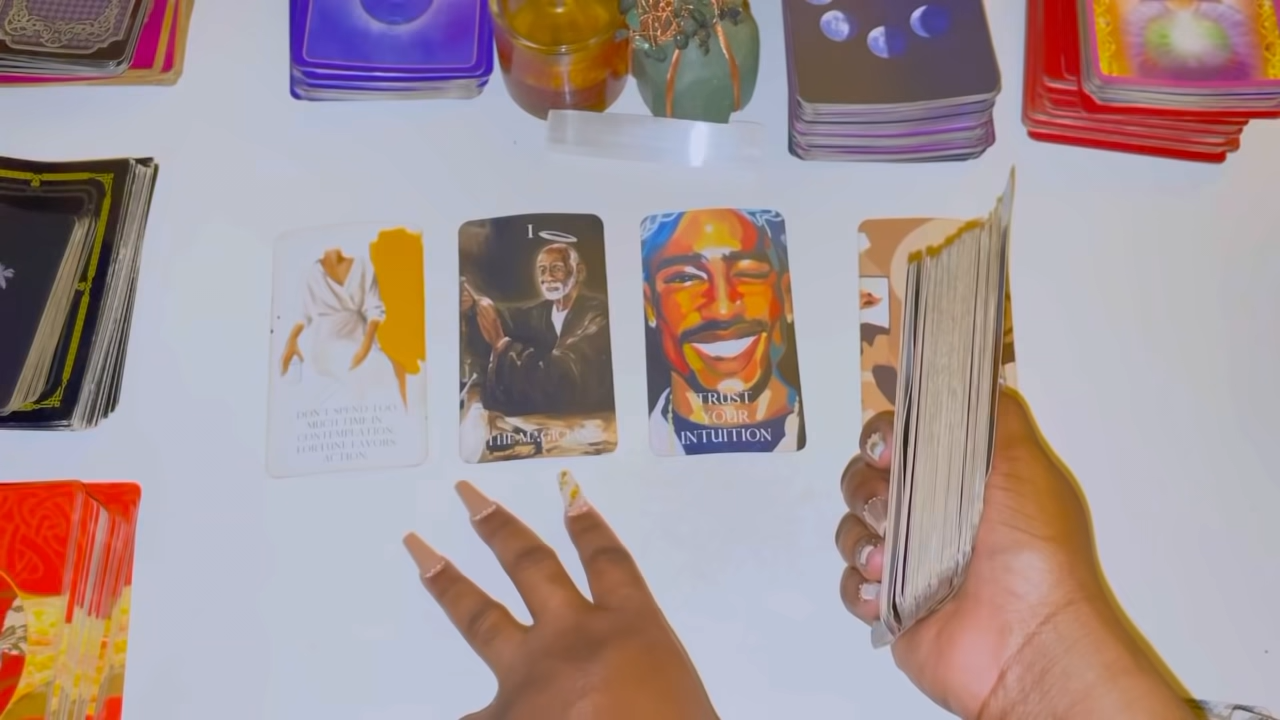 DON'T SPEND TOO
MUCH TIME IN
CONTEMPLATION.
FORTUNE FAVORS
ACTION.
I
THE MAGICIAN
TRUST
YOUR
INTUITION